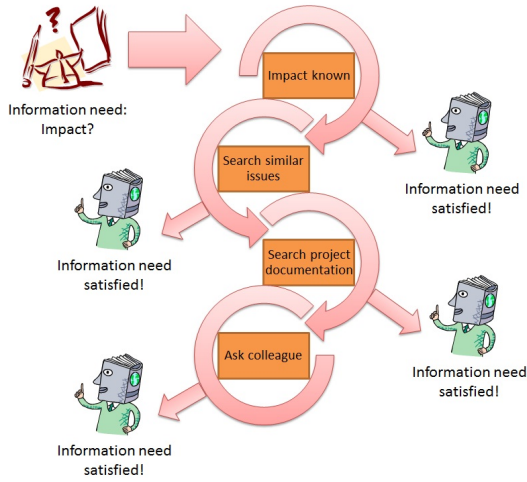 Information need:
Impact?
Impact known
Information need
satisfied!
Search similar
issues
Information need
satisfied!
Search project
documentation
Information need
satisfied!
Ask colleague
Information need
satisfied!